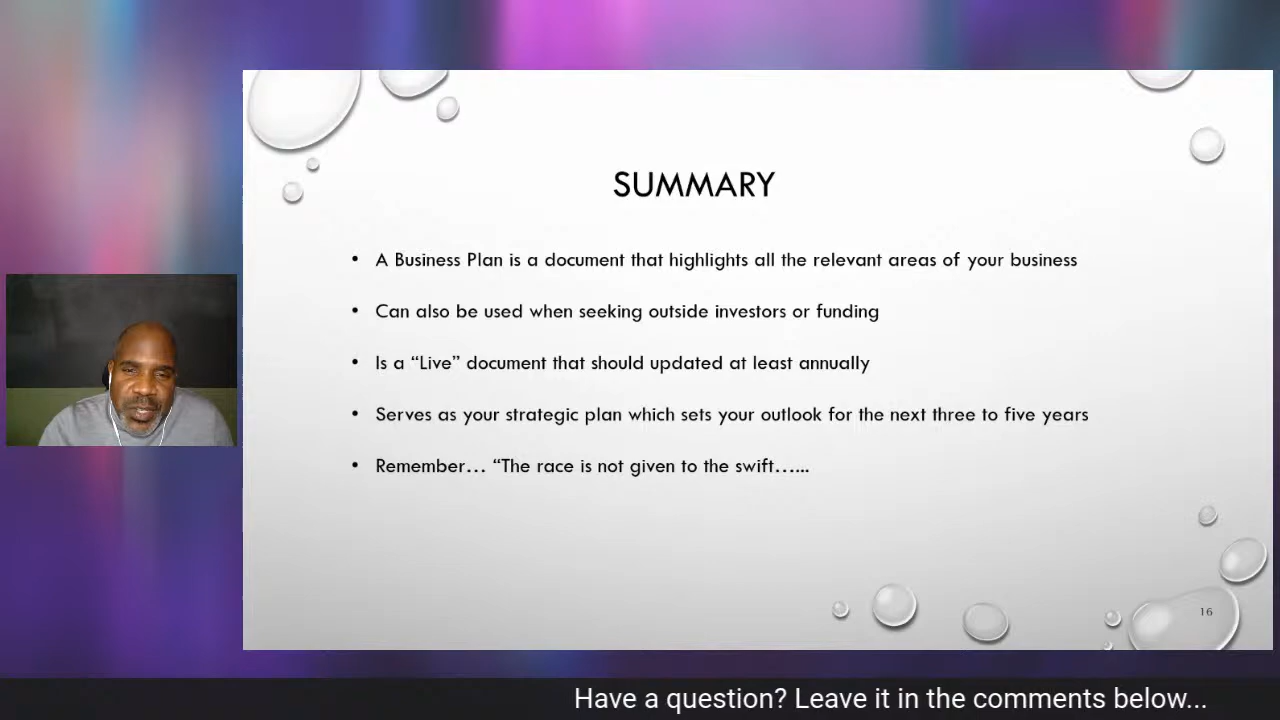 SUMMARY
• A Business Plan is a document that highlights all the relevant areas of your business
• Can also be used when seeking outside investors or funding
• Is a “Live” document that should updated at least annually
• Serves as your strategic plan which sets your outlook for the next three to five years
• Remember… “The race is not given to the swift…...
16
Have a question? Leave it in the comments below...